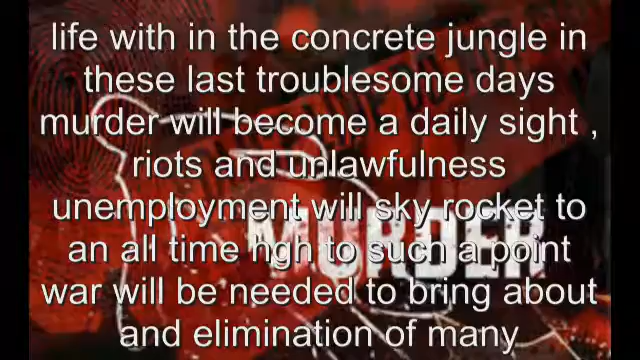 life with in the concrete jungle in
these last troublesome days
murder will become a daily sight ,
riots and unlawfulness
unemployment will sky rocket to
an all time hgh to such a point
war will be needed to bring about
and elimination of many
MURDER